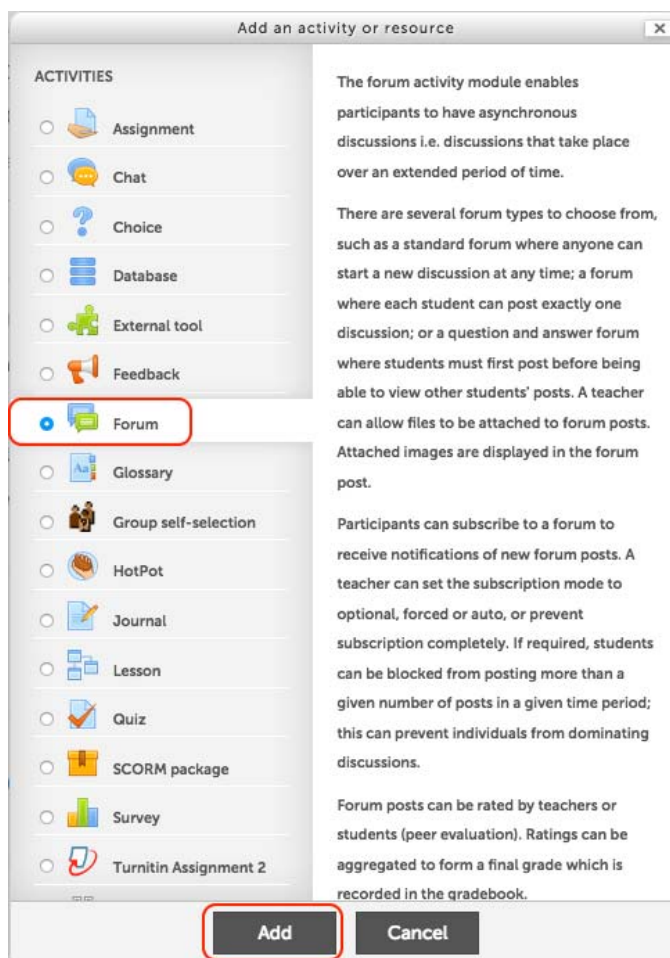 Add an activity or resource
ACTIVITIES
Assignment
Chat
Choice
Database
External tool
Feedback
Forum
Glossary
Group self-selection
HotPot
Journal
Lesson
Quiz
SCORM package
Survey
Turnitin Assignment 2
The forum activity module enables
participants to have asynchronous
discussions i.e. discussions that take place
over an extended period of time.
There are several forum types to choose from,
such as a standard forum where anyone can
start a new discussion at any time; a forum
where each student can post exactly one
discussion; or a question and answer forum
where students must first post before being
able to view other students' posts. A teacher
can allow files to be attached to forum posts.
Attached images are displayed in the forum
post.
Participants can subscribe to a forum to
receive notifications of new forum posts. A
teacher can set the subscription mode to
optional, forced or auto, or prevent
subscription completely. If required, students
can be blocked from posting more than a
given number of posts in a given time period;
this can prevent individuals from dominating
discussions.
Forum posts can be rated by teachers or
students (peer evaluation). Ratings can be
aggregated to form a final grade which is
recorded in the gradebook.
Add
Cancel